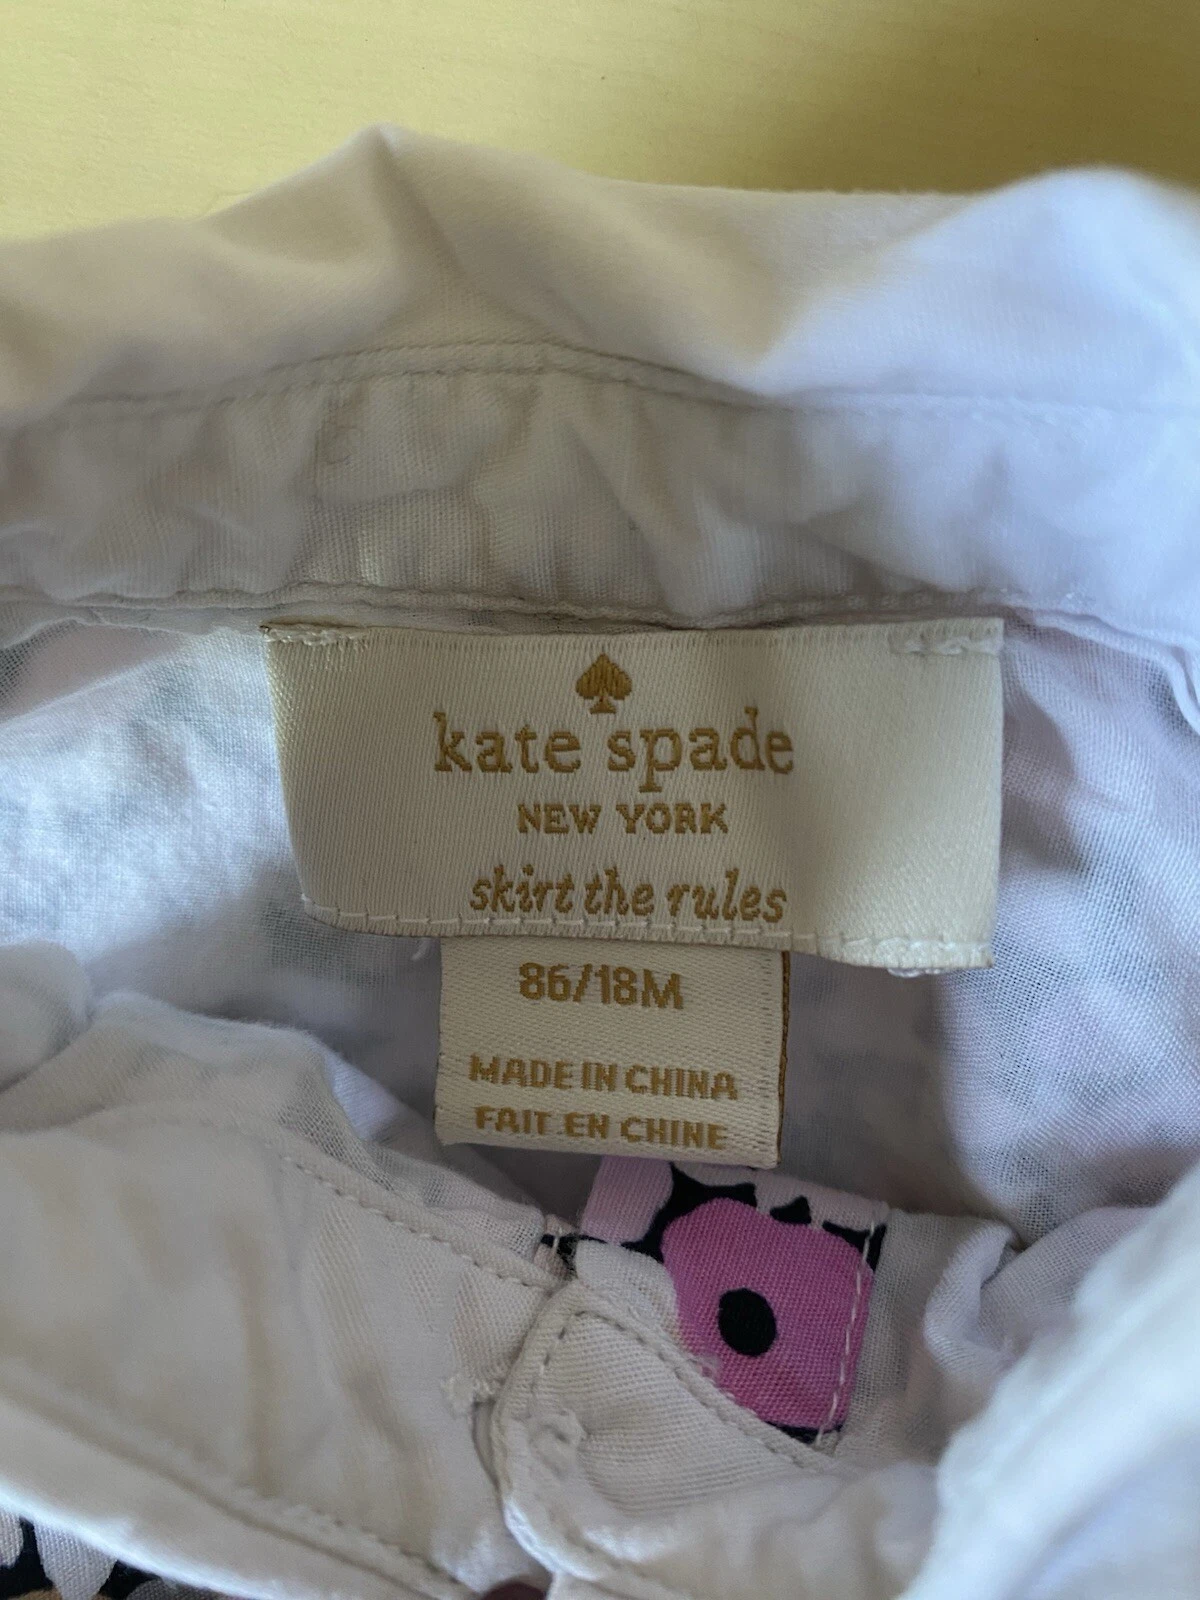 kate spade
NEW YORK
skirt the rules
86/18M
MADE IN CHINA
FAIT EN CHINE